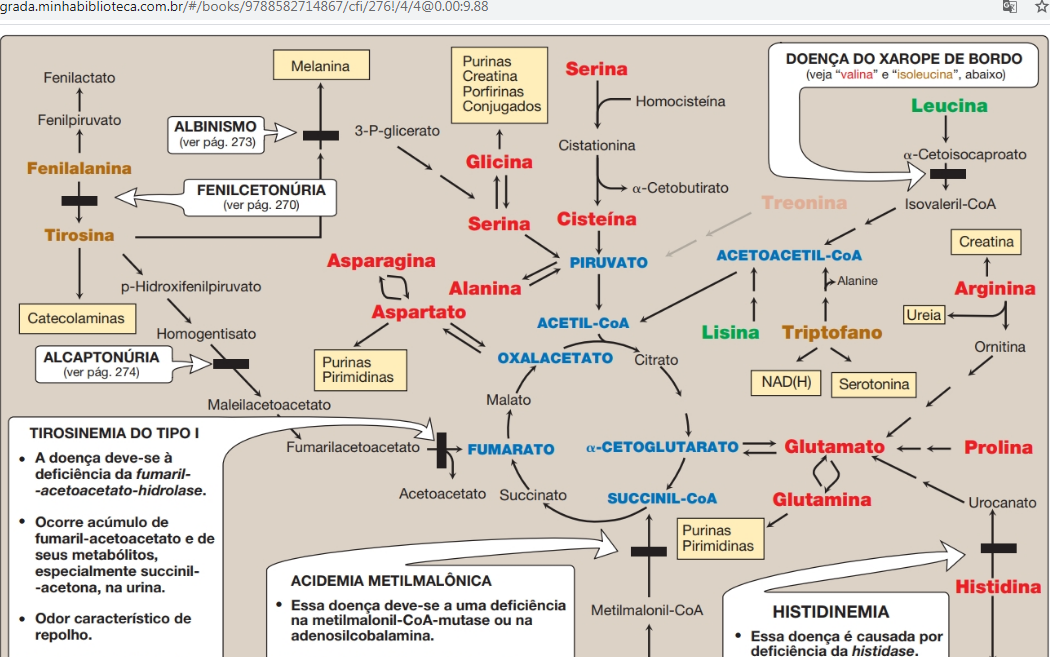 grada.minhabiblioteca.com.br/#/books/9788582714867/cfi/276!/4/4@0.00:9.88
Fenilactato
Fenilpiruvato
Fenilalanina
Tirosina
Catecolaminas
Melanina
ALBINISMO
(ver pág. 273)
FENILCETONÚRIA
(ver pág. 270)
p-Hidroxifenilpiruvato
Homogentisato
ALCAPTONÚRIA
(ver pág. 274)
Maleilacetoacetato
Fumarilacetoacetato
3-P-glicerato
Purinas
Creatina
Porfirinas
Conjugados
Glicina
Serina
Serina
Homocisteína
Cistationina
α-Cetobutirato
Cisteína
PIRUVATO
Treonina
Asparagina
Aspartato
Alanina
Purinas
Pirimidinas
ACETIL-CoA
OXALACETATO
Citrato
Malato
FUMARATO
Acetoacetato
Succinato
α-CETOGLUTARATO
SUCCINIL-CoA
DOENÇA DO XAROPE DE BORDO
(veja “valina” e “isoleucina”, abaixo)
Leucina
α-Cetoisocaproato
Isovaleril-CoA
ACETOACETIL-CoA
Alanine
Lisina
Triptofano
NAD(H)
Serotonina
Creatina
Arginina
Ureia
Ornitina
Glutamato
Prolina
Glutamina
Purinas
Pirimidinas
Urocanato
Histidina
TIROSINEMIA DO TIPO I
• A doença deve-se à
deficiência da fumaril-
-acetoacetato-hidrolase.
• Ocorre acúmulo de
fumaril-acetoacetato e de
seus metabólitos,
especialmente succinil-
-acetona, na urina.
• Odor característico de
repolho.
ACIDEMIA METILMALÔNICA
• Essa doença deve-se a uma deficiência
na metilmalonil-CoA-mutase ou na
adenosilcobalamina.
Metilmalonil-CoA
HISTIDINEMIA
• Essa doença é causada por
deficiência da histidase.